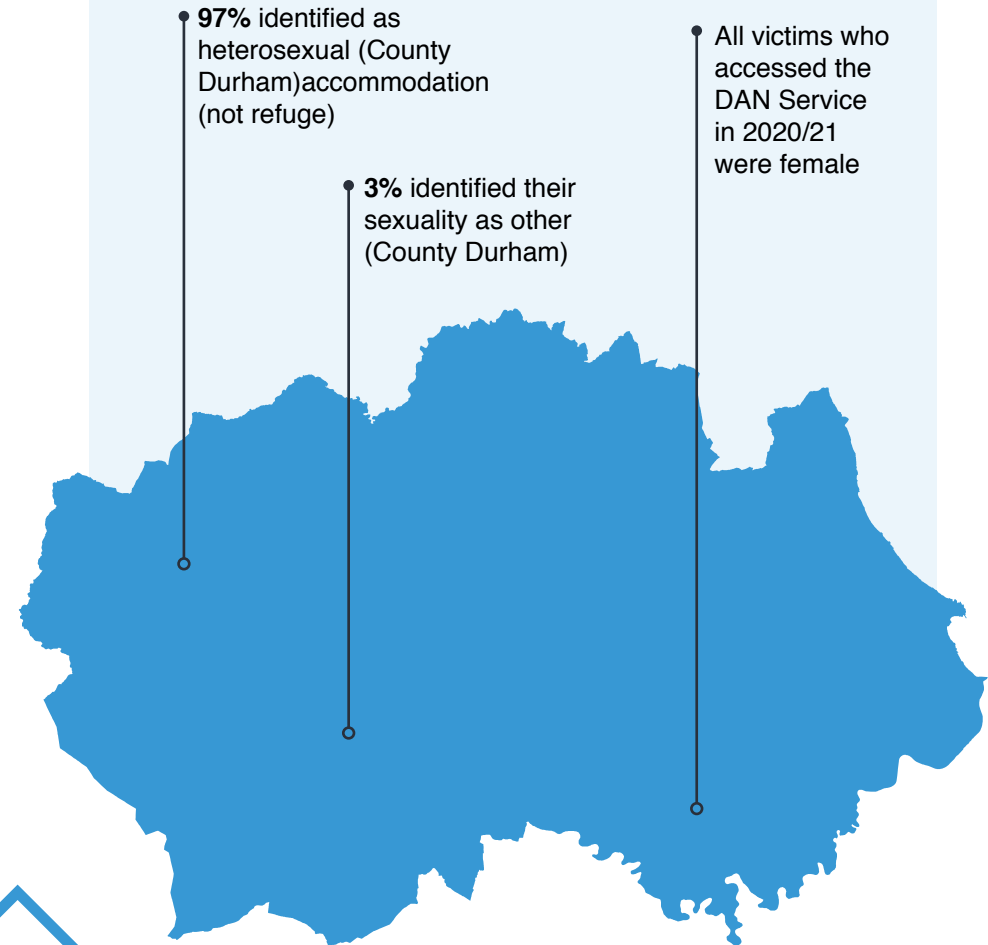 97% identified as
heterosexual (County
Durham)accommodation
(not refuge)
3% identified their
sexuality as other
(County Durham)
All victims who
accessed the
DAN Service
in 2020/21
were female